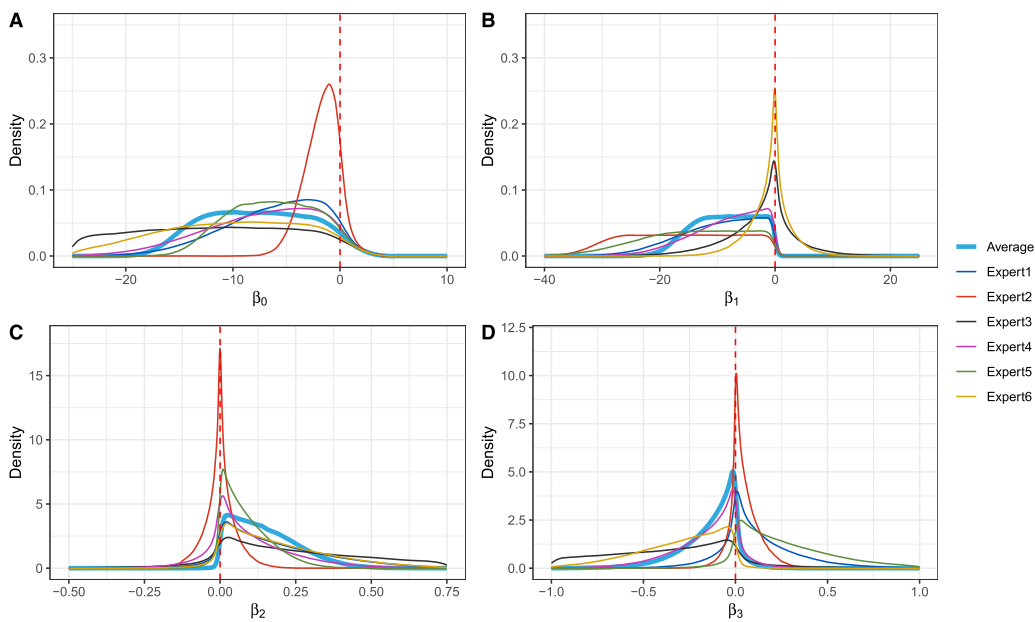 A
Density
0.3
0.2
0.1
0.0
−20
−10
0
10
β0
B
Density
0.3
0.2
0.1
0.0
−40
−20
0
20
β1
Average
Expert1
Expert2
Expert3
Expert4
Expert5
Expert6
C
Density
15
10
5
0
−0.50
−0.25
0.00
0.25
0.50
0.75
β2
D
Density
12.5
10.0
7.5
5.0
2.5
0.0
−1.0
−0.5
0.0
0.5
1.0
β3